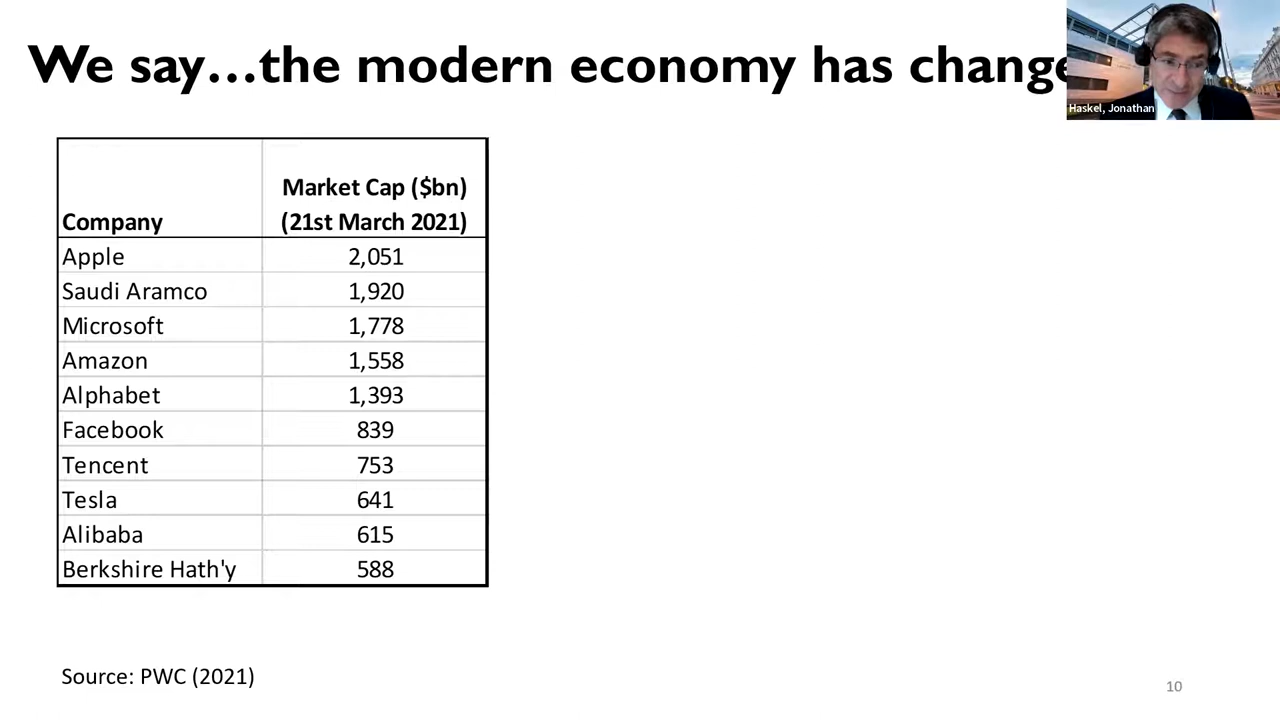 We say…the modern economy has change
Haskel, Jonathan
Market Cap ($bn)
Company (21st March 2021)
Apple 2,051
Saudi Aramco 1,920
Microsoft 1,778
Amazon 1,558
Alphabet 1,393
Facebook 839
Tencent 753
Tesla 641
Alibaba 615
Berkshire Hath'y 588
Source: PWC (2021)
10